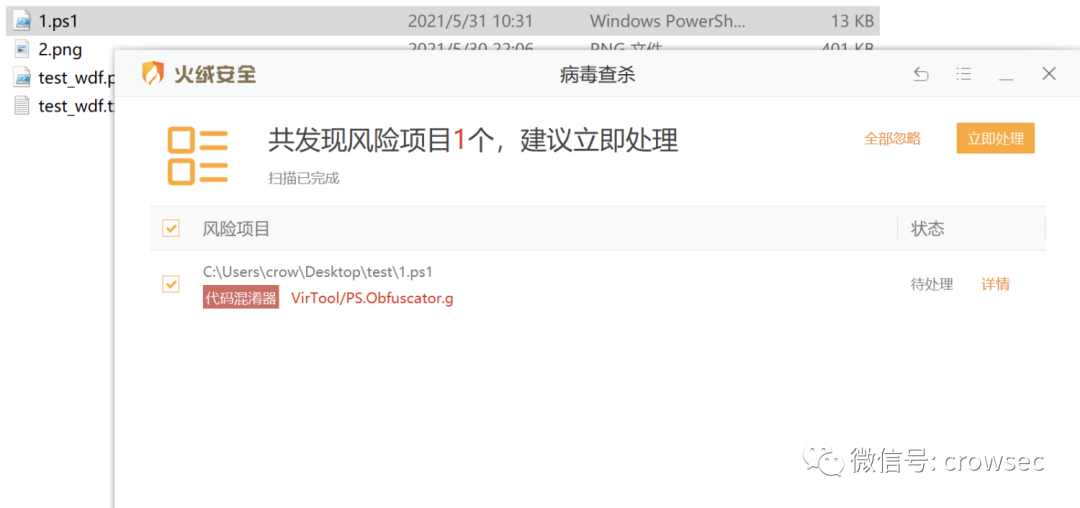 1.ps1 2021/5/31 10:31 Windows PowerSh... 13 KB
2.png 2021/5/30 22:06 PNG 文件 401 KB
test_wdf.p
test_wdf.t
火绒安全 病毒查杀
共发现风险项目1个，建议立即处理
全部忽略 立即处理
扫描已完成
风险项目 状态
C:\Users\crow\Desktop\test\1.ps1
待处理 详情
代码混淆器 VirTool/PS.Obfuscator.g
微信号: crowsec